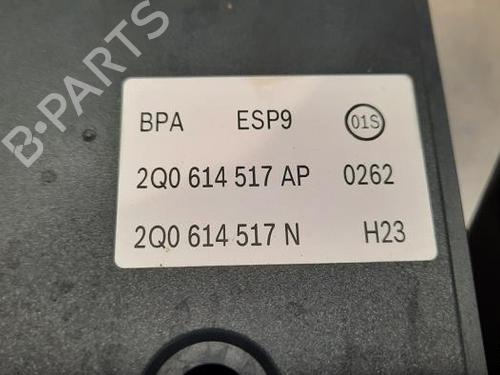 B-PARTS
BPA ESP9 01S
2Q0 614 517 AP 0262
2Q0 614 517 N H23